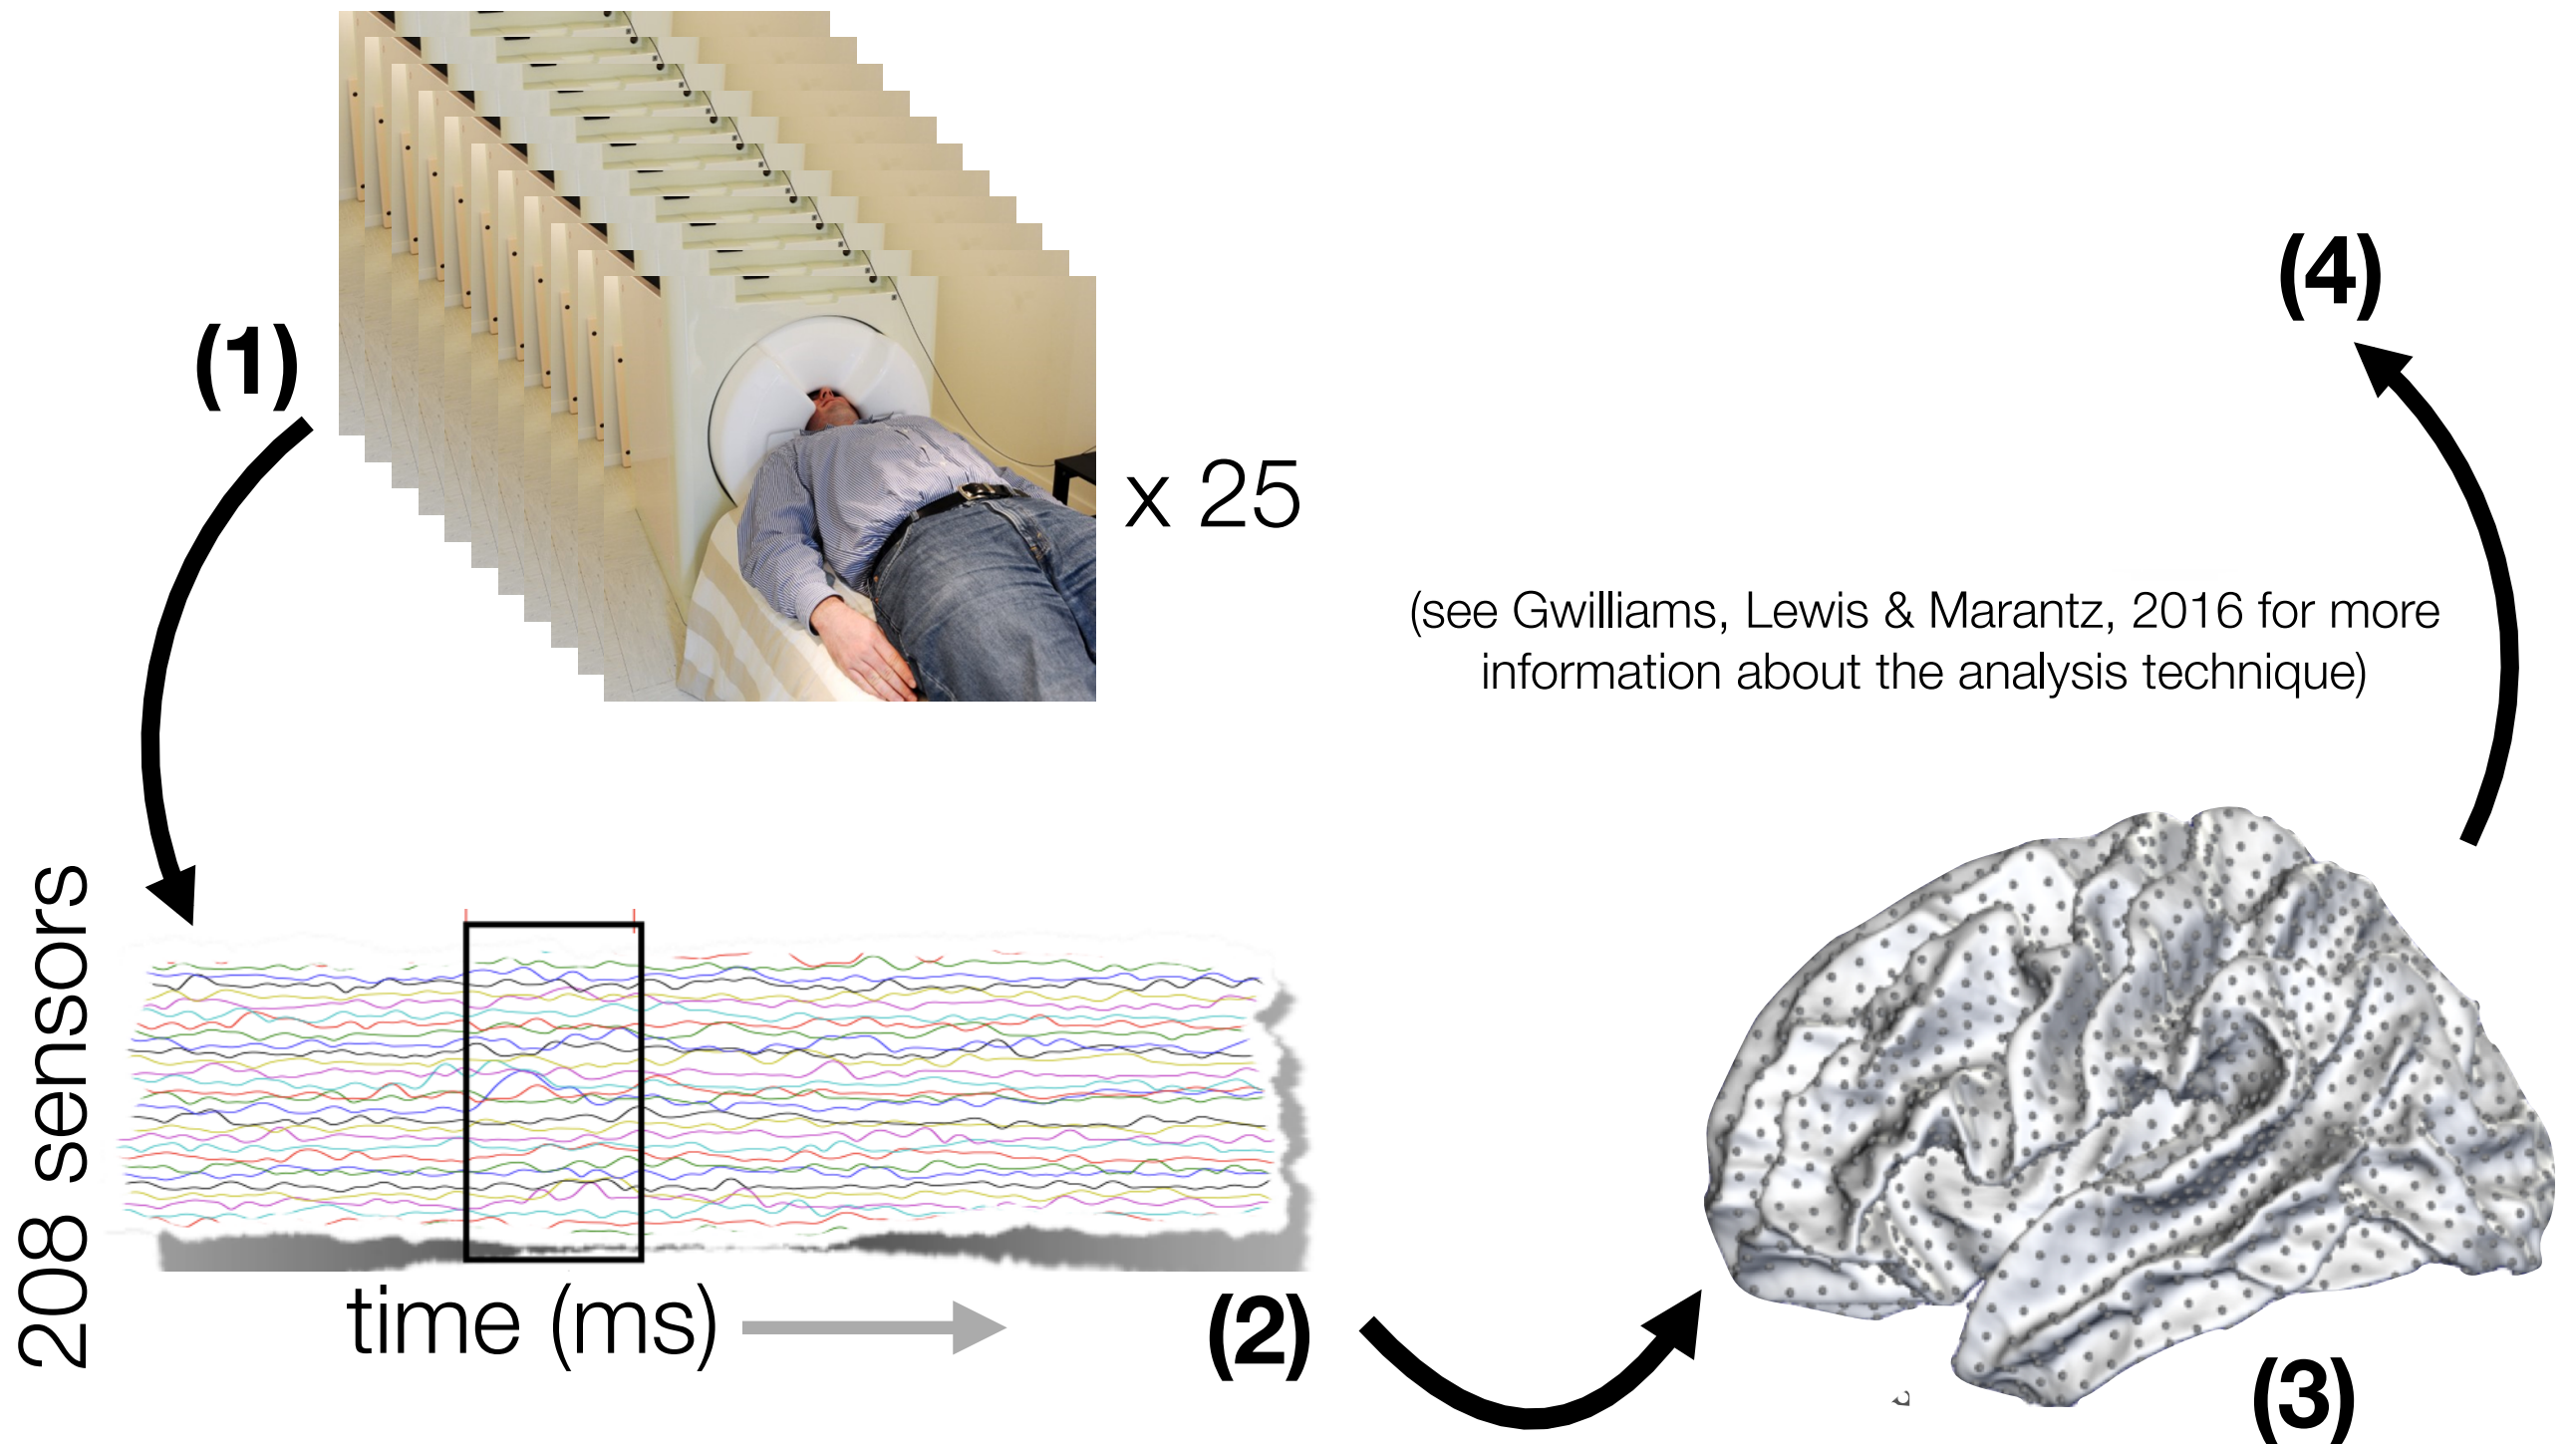 (1)
x 25
(4)
(see Gwilliams, Lewis & Marantz, 2016 for more
information about the analysis technique)
208 sensors
time (ms)
(2)
(3)